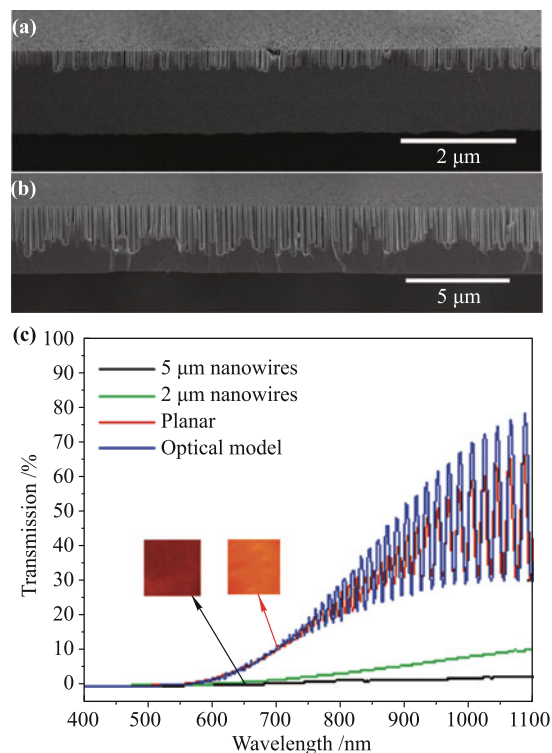 (a)
2 μm
(b)
5 μm
(c)
100
90
80
70
60
50
40
30
20
10
0
Transmission /%
5 μm nanowires
2 μm nanowires
Planar
Optical model
400 500 600 700 800 900 1000 1100
Wavelength /nm